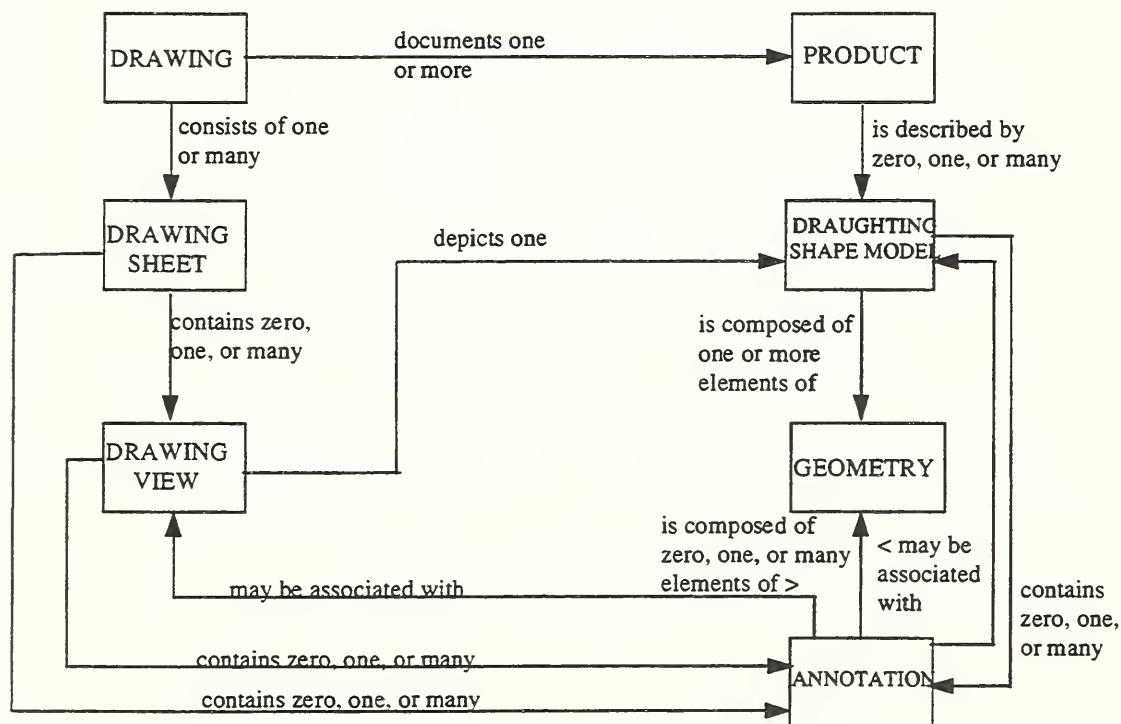 DRAWING
documents one
or more
PRODUCT
consists of one
or many
is described by
zero, one, or many
DRAWING
SHEET
depicts one
DRAUGHTING
SHAPE MODEL
contains zero,
one, or many
is composed of
one or more
elements of
DRAWING
VIEW
GEOMETRY
is composed of
zero, one, or many
elements of >
< may be
associated
with
may be associated with
contains
zero, one,
or many
contains zero, one, or many
ANNOTATION
contains zero, one, or many